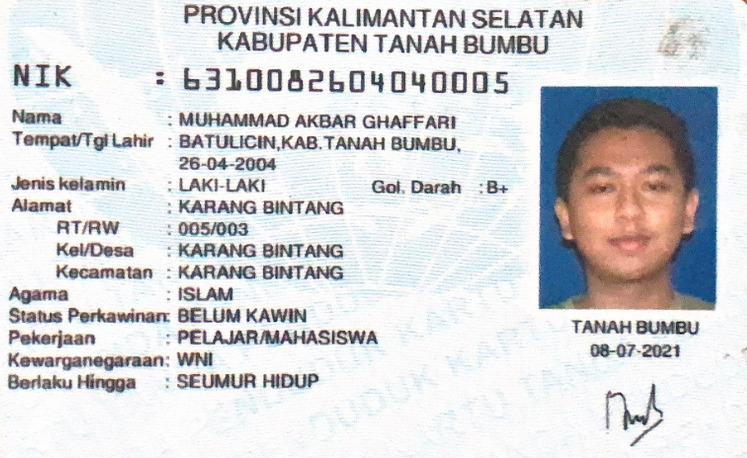 PROVINSI KALIMANTAN SELATAN
KABUPATEN TANAH BUMBU
NIK : 6310082604040005
Nama : MUHAMMAD AKBAR GHAFFARI
Tempat/Tgl Lahir : BATULICIN,KAB.TANAH BUMBU,
26-04-2004
Jenis kelamin : LAKI-LAKI Gol. Darah : B+
Alamat : KARANG BINTANG
RT/RW : 005/003
Kel/Desa : KARANG BINTANG
Kecamatan : KARANG BINTANG
Agama : ISLAM
Status Perkawinan: BELUM KAWIN
Pekerjaan : PELAJAR/MAHASISWA
Kewarganegaraan: WNI
Berlaku Hingga : SEUMUR HIDUP
TANAH BUMBU
08-07-2021